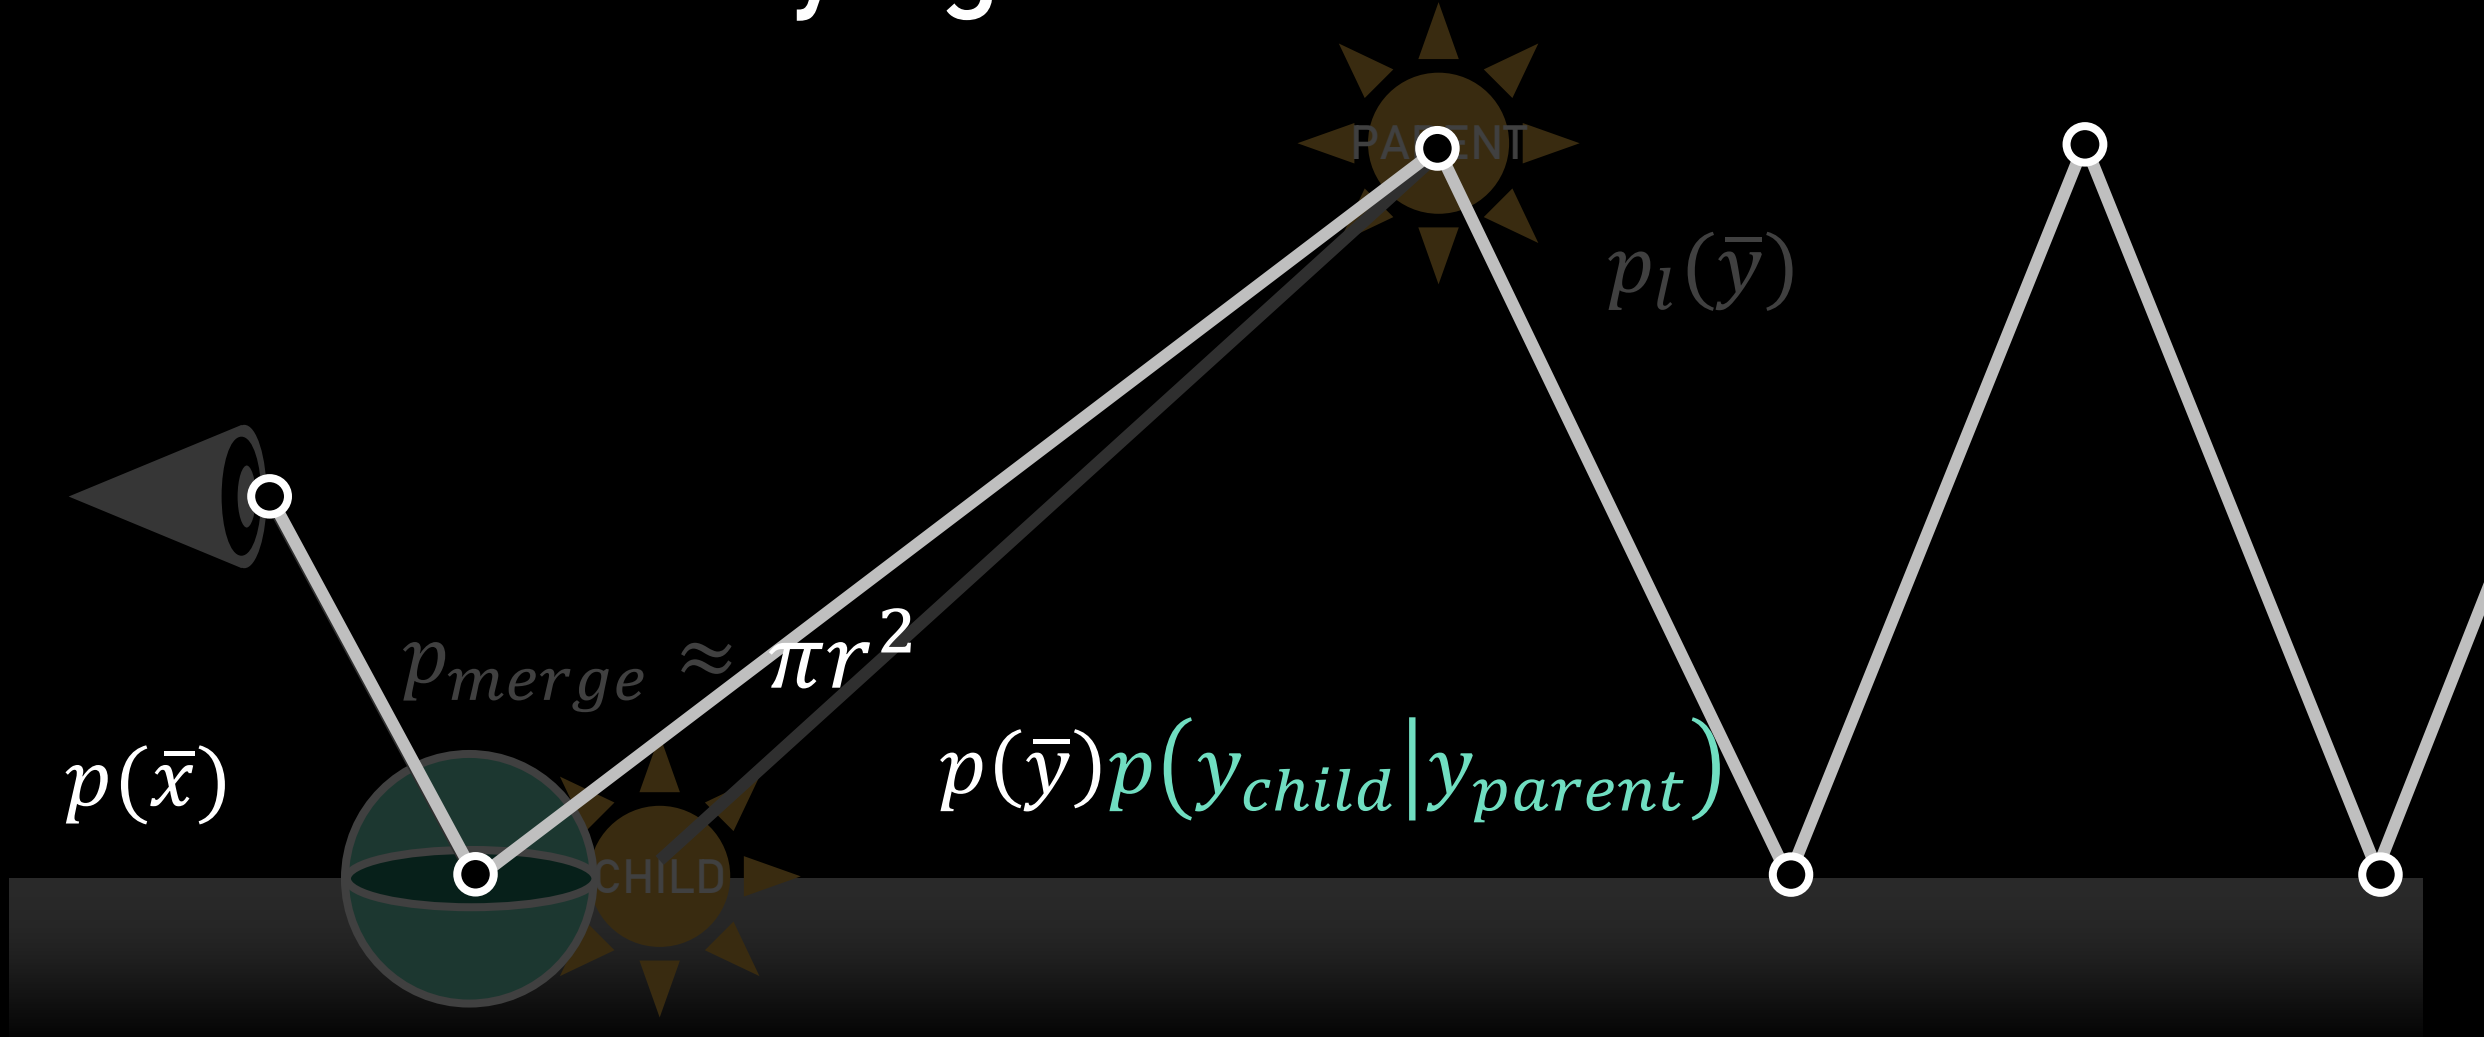 PARENT
p_l(y̅)
p_merge ≈ πr²
p(x̅)
p(y̅)p(y_child|y_parent)
CHILD